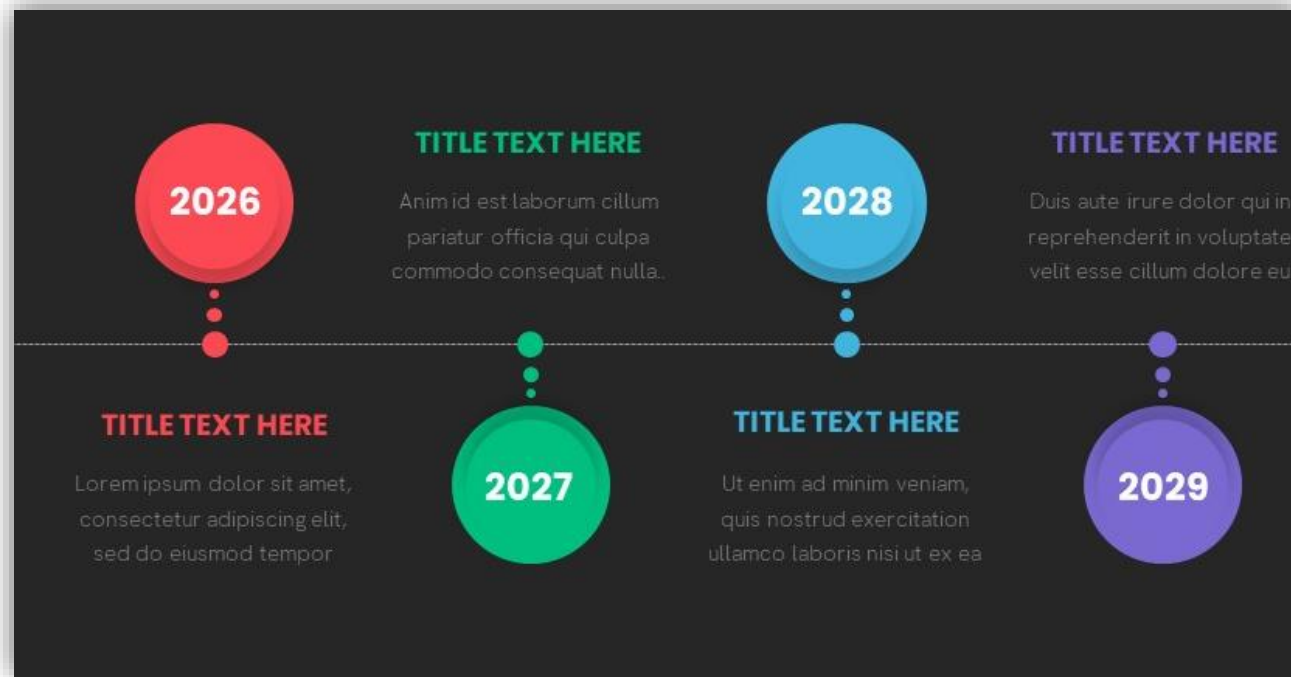 2026
TITLE TEXT HERE
Lorem ipsum dolor sit amet,
consectetur adipiscing elit,
sed do eiusmod tempor
TITLE TEXT HERE
Anim id est laborum cillum
pariatur officia qui culpa
commodo consequat nulla..
2027
2028
TITLE TEXT HERE
Ut enim ad minim veniam,
quis nostrud exercitation
ullamco laboris nisi ut ex ea
TITLE TEXT HERE
Duis aute irure dolor qui in
reprehenderit in voluptate
velit esse cillum dolore eu
2029